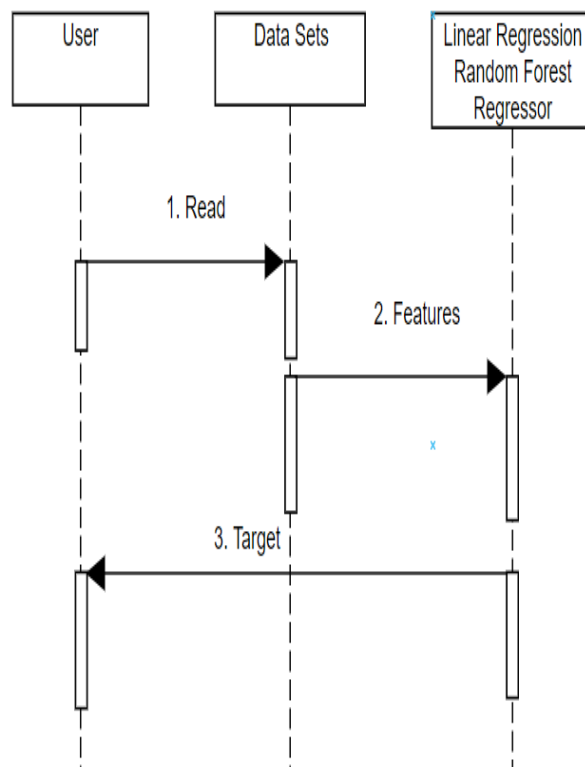 User
Data Sets
Linear Regression
Random Forest
Regressor
1. Read
2. Features
3. Target